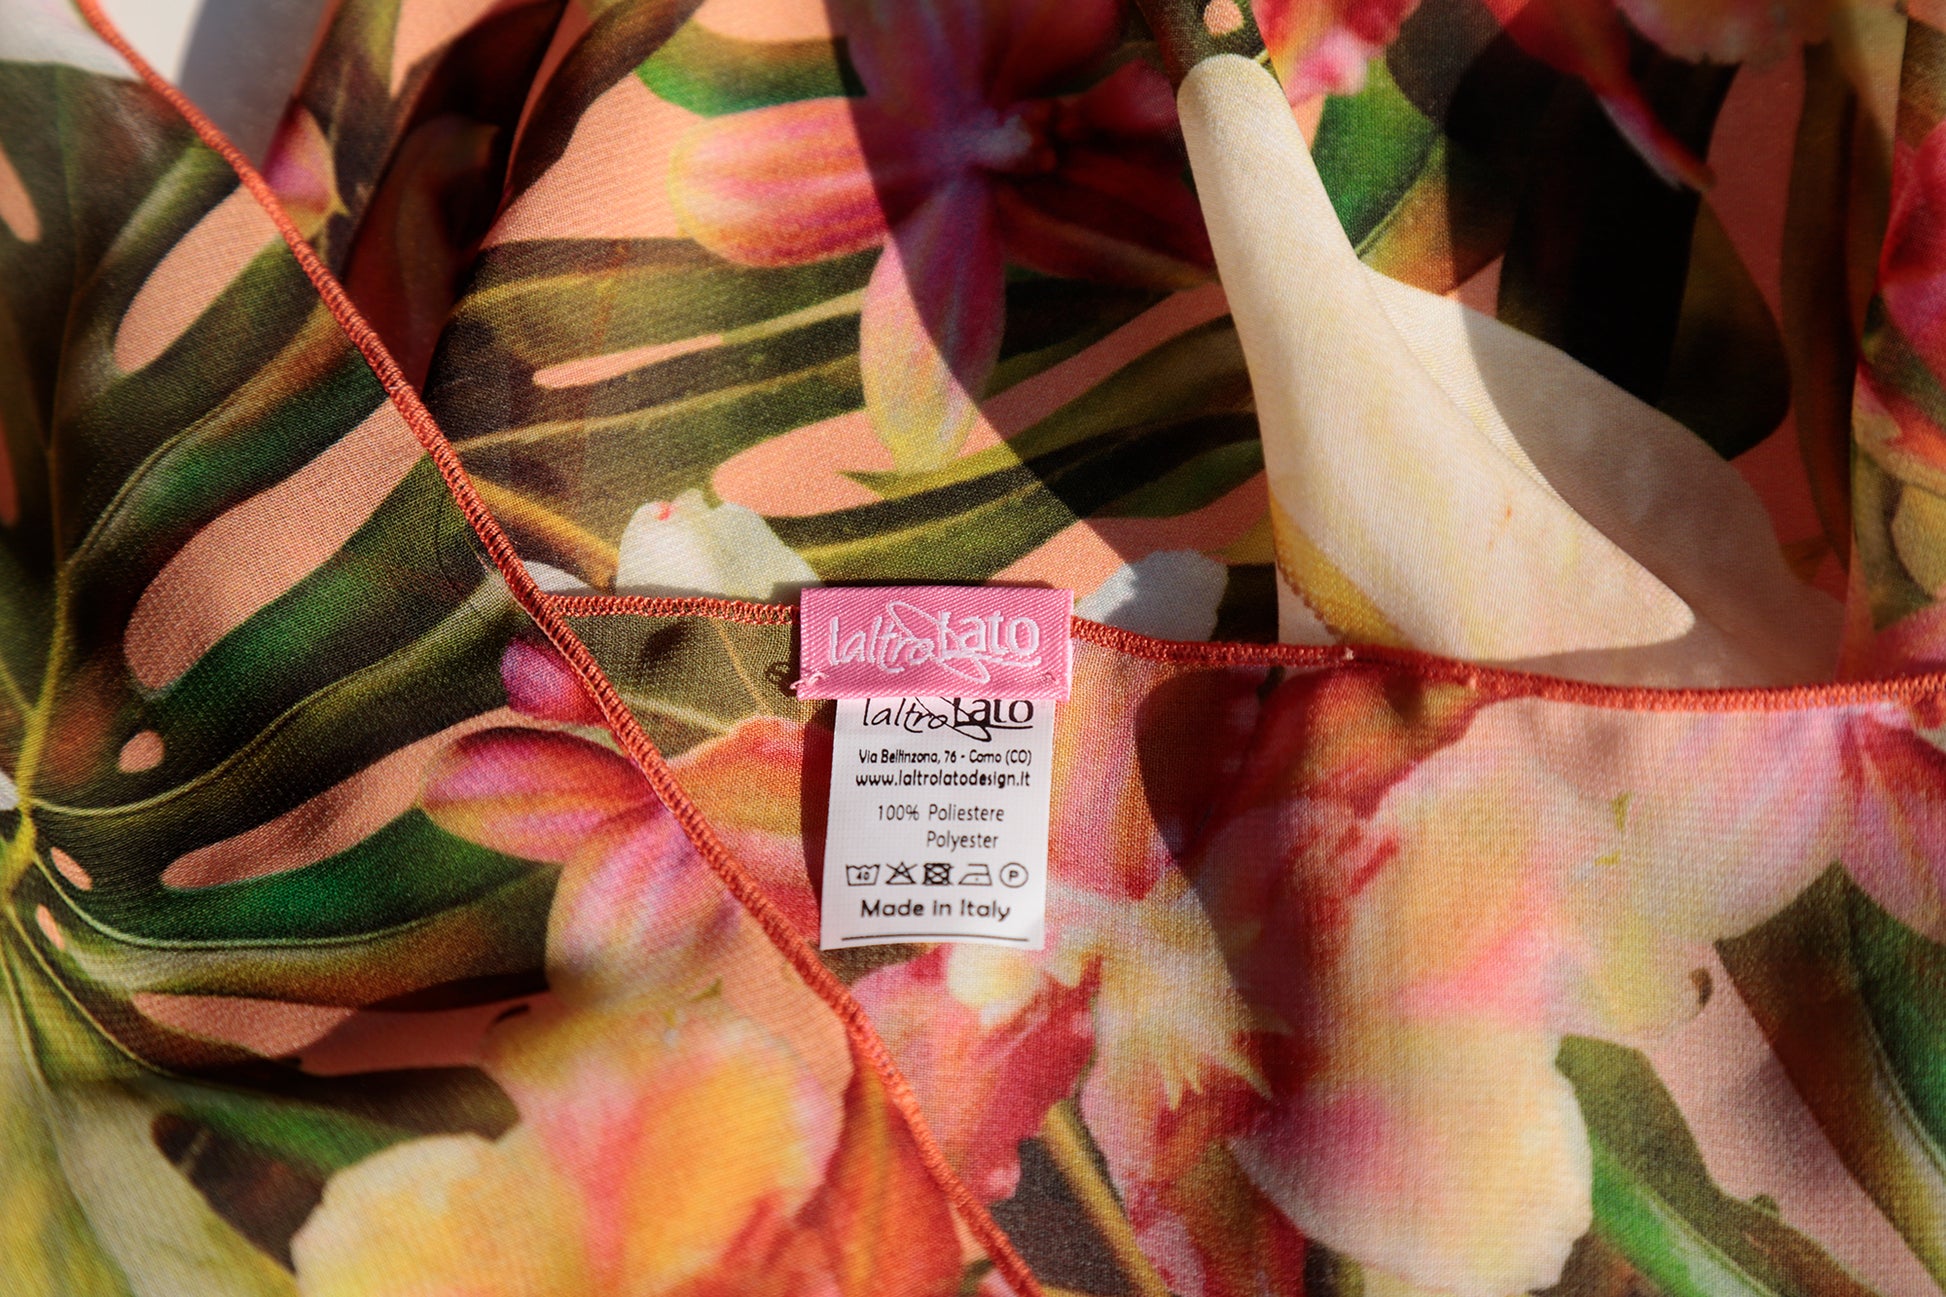 laltroLato
laltroLato
Via Bellinzona, 76 - Como (CO)
www.laltrolatodesign.it
100% Poliestere
Polyester
40 P
Made in Italy